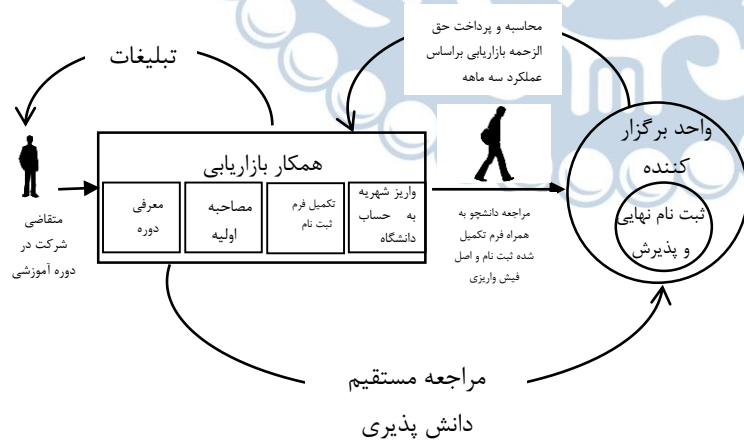 محاسبه و پرداخت حق
الزحمه بازاریابی براساس
عملکرد سه ماهه
تبلیغات
واحد برگزار
کننده
ثبت نام نهایی
و پذیرش
همکار بازاریابی
معرفی
دوره
مصاحبه
اولیه
تکمیل فرم
ثبت نام
واریز شهریه
به حساب
دانشگاه
متقاضی
شرکت در
دوره آموزشی
مراجعه دانشچو به
همراه فرم تکمیل
شده ثبت نام و اصل
فیش واریزی
مراجعه مستقیم
دانش پذیری